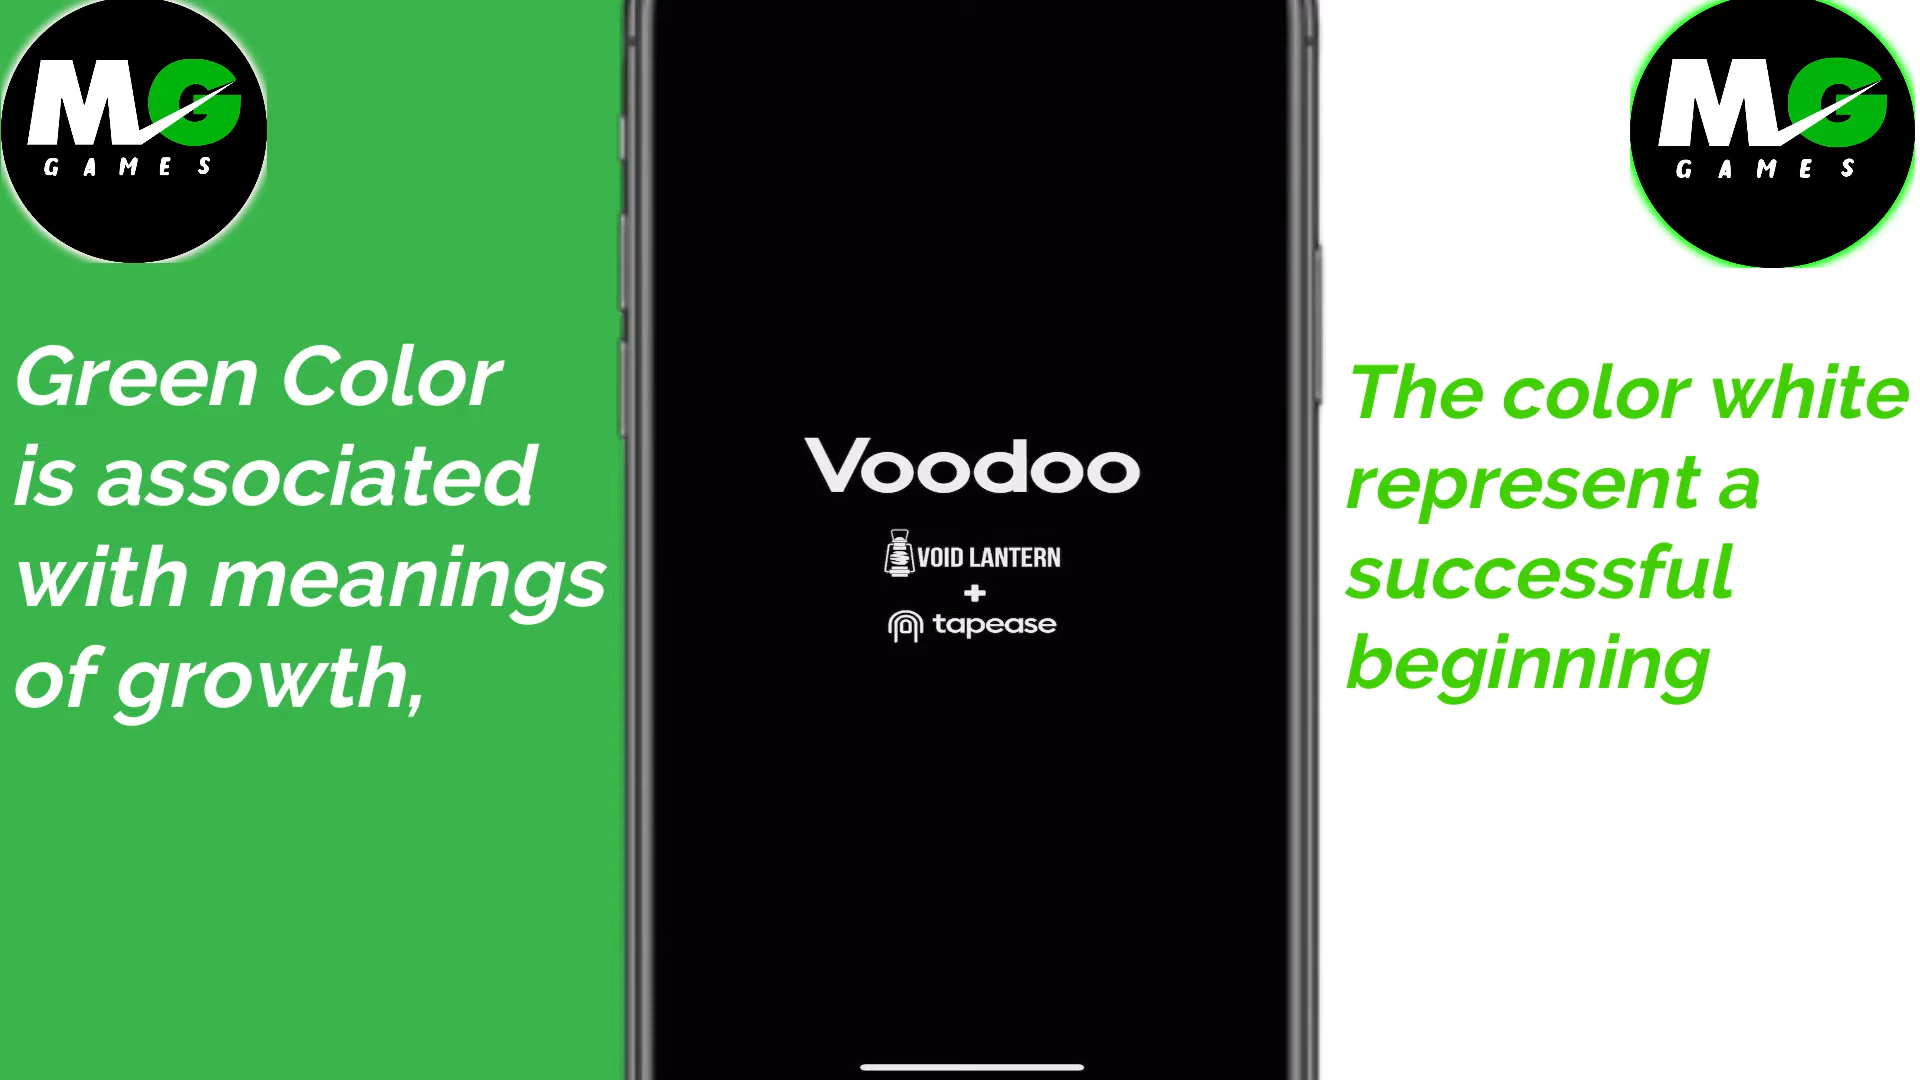 MG
GAMES
Green Color
is associated
with meanings
of growth,
Voodoo
VOID LANTERN
+
tapease
MG
GAMES
The color white
represent a
successful
beginning